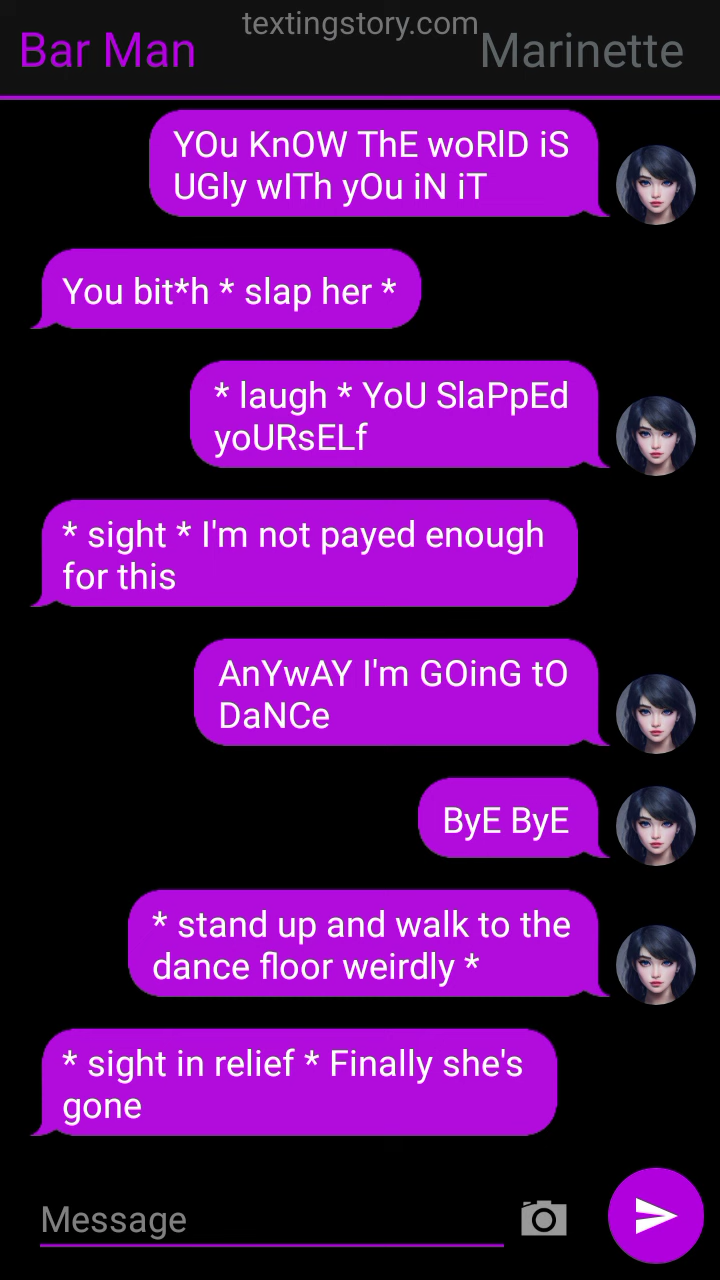 textingstory.com
Bar Man
Marinette
YOu KnOW ThE woRlD iS
UGly wITh yOu iN iT
You bit*h * slap her *
* laugh * YoU SlaPpEd
yoURsELf
* sight * I'm not payed enough
for this
AnYwAY I'm GOinG tO
DaNCe
ByE ByE
* stand up and walk to the
dance floor weirdly *
* sight in relief * Finally she's
gone
Message